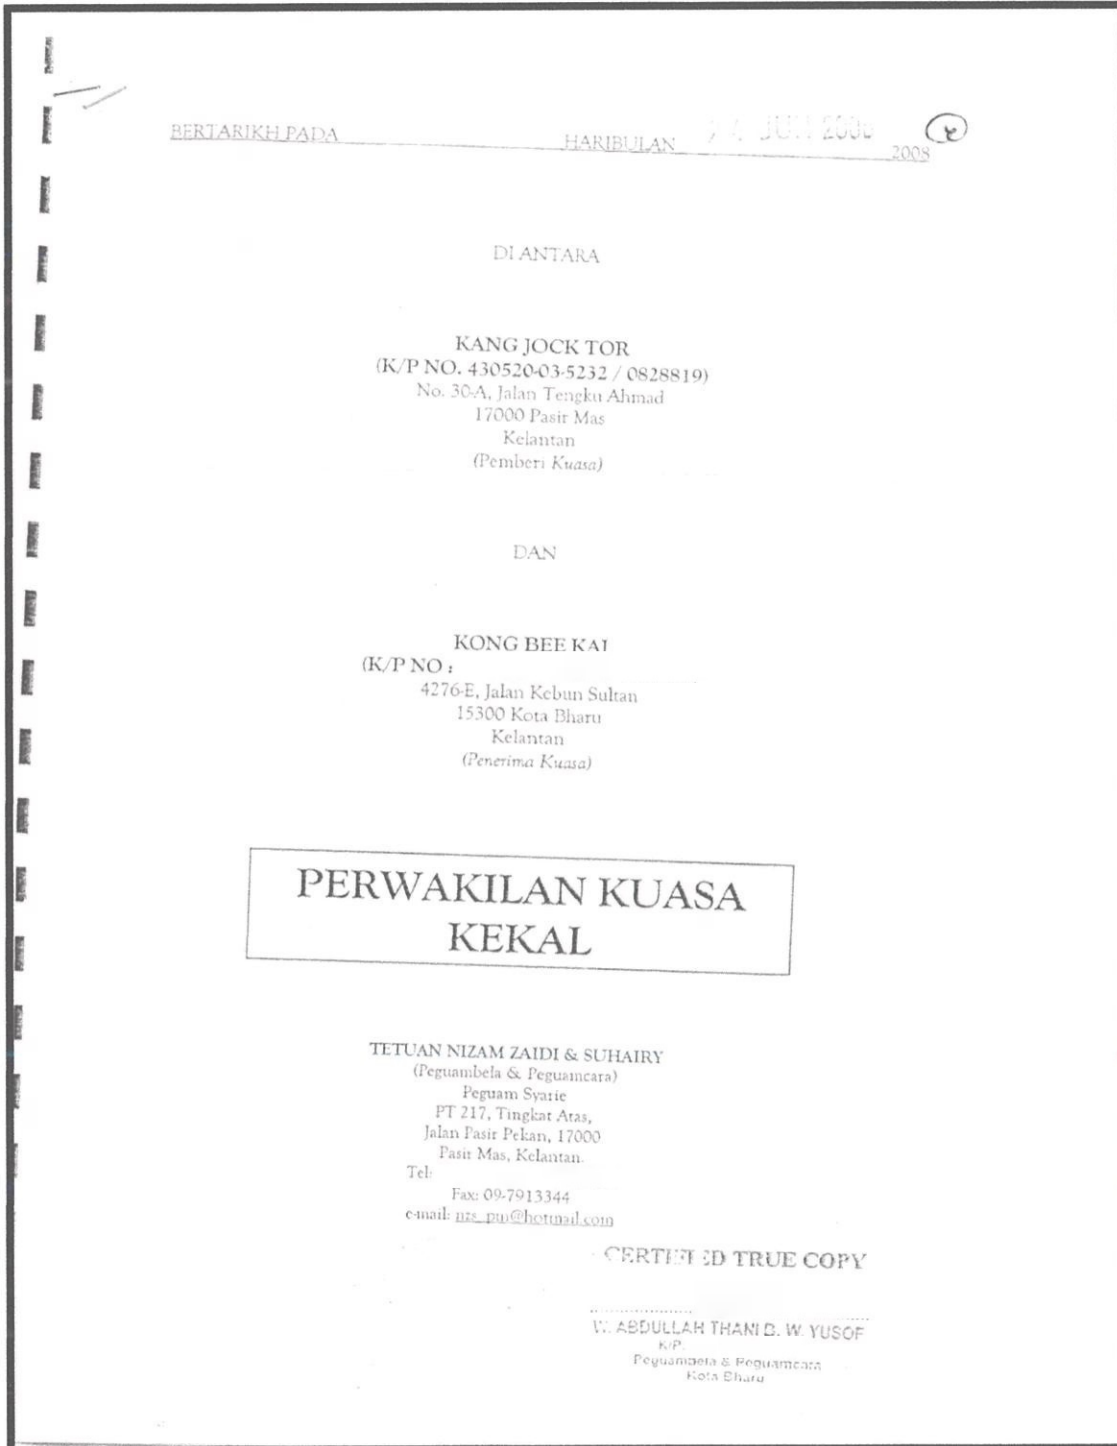 BERTARIKH PADA HARIBULAN JUN 2008
DI ANTARA
KANG JOCK TOR
(K/P NO. 430520-03-5232 / 0828819)
No. 30-A, Jalan Tengku Ahmad
17000 Pasir Mas
Kelantan
(Pemberi Kuasa)
DAN
KONG BEE KAI
(K/P NO :
4276-E, Jalan Kebun Sultan
15300 Kota Bharu
Kelantan
(Penerima Kuasa)
PERWAKILAN KUASA
KEKAL
TETUAN NIZAM ZAIDI & SUHAIRY
(Peguambela & Peguamcara)
Peguam Syarie
PT 217, Tingkat Atas,
Jalan Pasir Pekan, 17000
Pasir Mas, Kelantan.
Tel:
Fax: 09-7913344
e-mail: @hotmail.com
CERTIFIED TRUE COPY
W. ABDULLAH THANI B. W. YUSOF
K/P.
Peguambela & Peguamcara
Kota Bharu